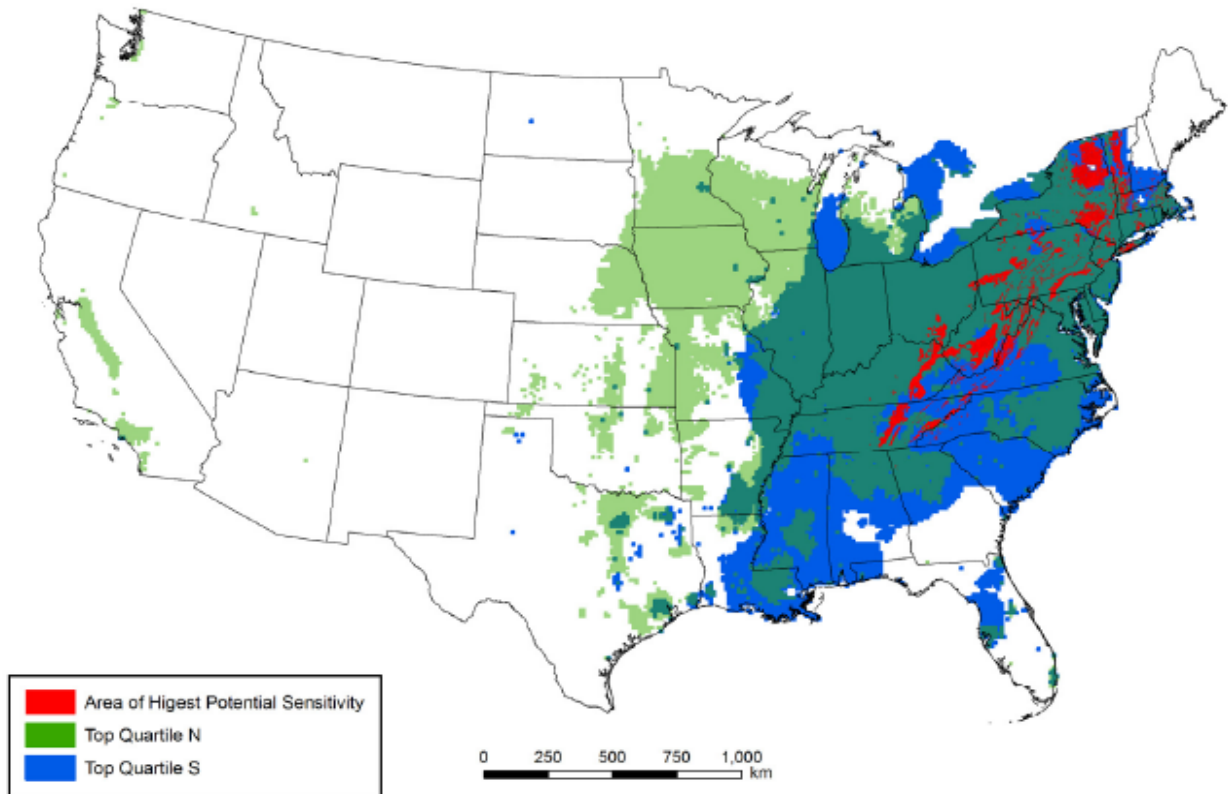 Area of Higest Potential Sensitivity
Top Quartile N
Top Quartile S
0 250 500 750 1,000
km